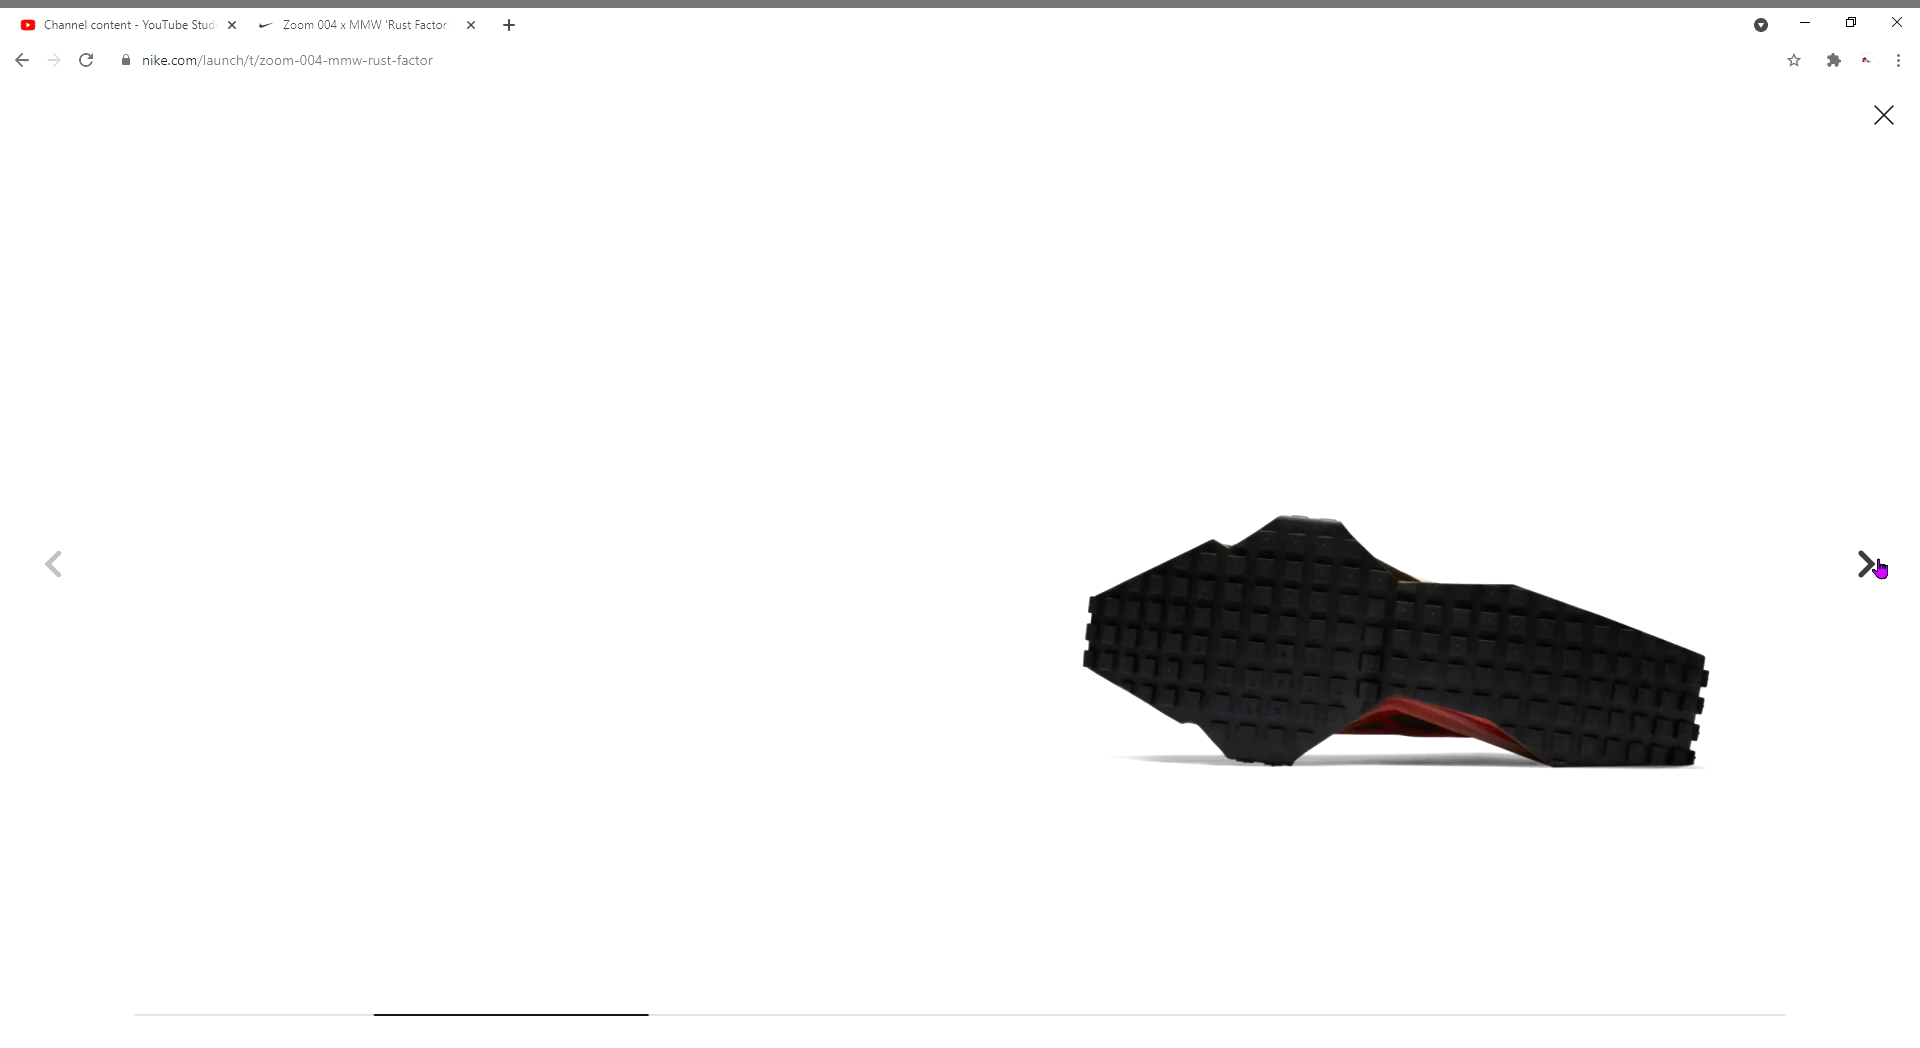 Channel content - YouTube Stud
Zoom 004 x MMW 'Rust Factor
nike.com/launch/t/zoom-004-mmw-rust-factor